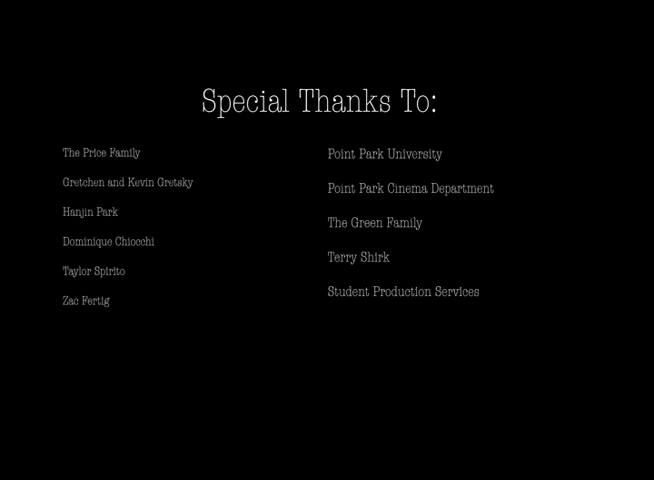 Special Thanks To:
The Price Family
Gretchen and Kevin Gretsky
Hanjin Park
Dominique Chiocchi
Taylor Spirito
Zac Fertig
Point Park University
Point Park Cinema Department
The Green Family
Terry Shirk
Student Production Services